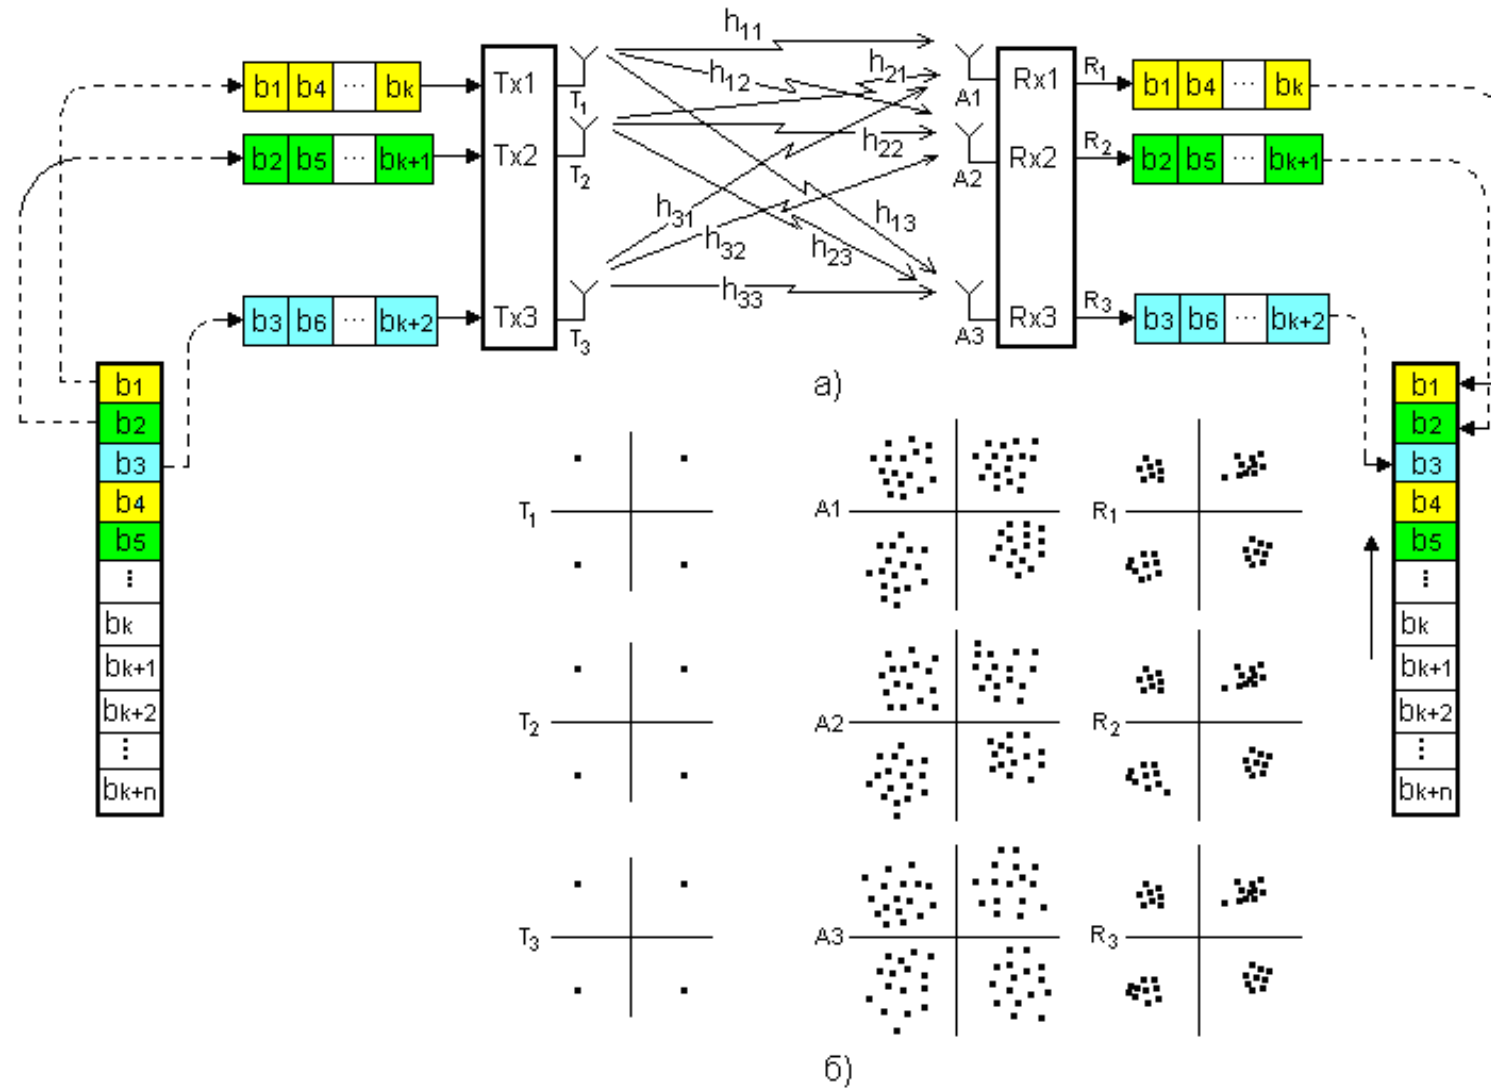 h11
h12
h21
h22
h31
h32
h13
h23
h33
b1 b4 ... bk
b2 b5 ... bk+1
b3 b6 ... bk+2
Tx1
Tx2
Tx3
T1
T2
T3
A1
A2
A3
Rx1
Rx2
Rx3
R1
R2
R3
b1 b4 ... bk
b2 b5 ... bk+1
b3 b6 ... bk+2
а)
b1
b2
b3
b4
b5
...
bk
bk+1
bk+2
...
bk+n
T1
A1
R1
T2
A2
R2
T3
A3
R3
b1
b2
b3
b4
b5
...
bk
bk+1
bk+2
...
bk+n
б)